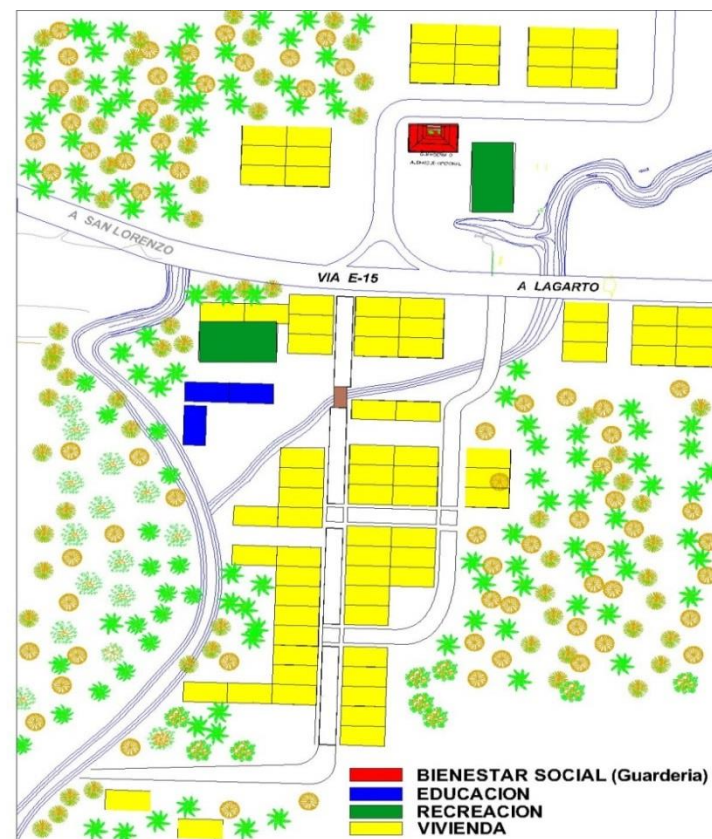 A SAN LORENZO
VIA E-15
A LAGARTO
BIENESTAR SOCIAL (Guarderia)
EDUCACION
RECREACION
VIVIENDA